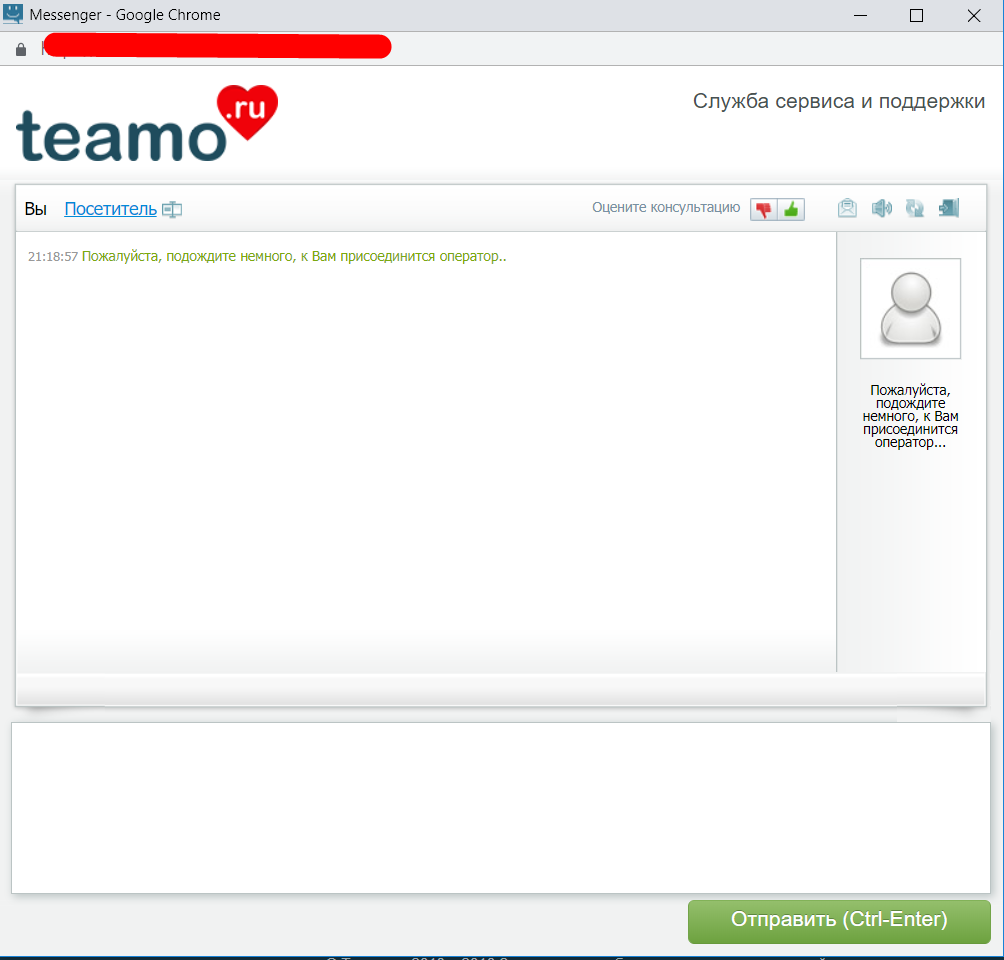 Messenger - Google Chrome
teamo.ru
Служба сервиса и поддержки
Вы Посетитель
Оцените консультацию
21:18:57 Пожалуйста, подождите немного, к Вам присоединится оператор..
Пожалуйста,
подождите
немного, к Вам
присоединится
оператор...
Отправить (Ctrl-Enter)